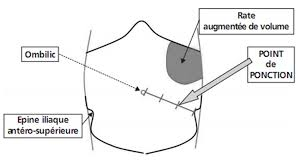 Rate
augmentée de volume
Ombilic
POINT
de
PONCTION
Epine iliaque
antéro-supérieure